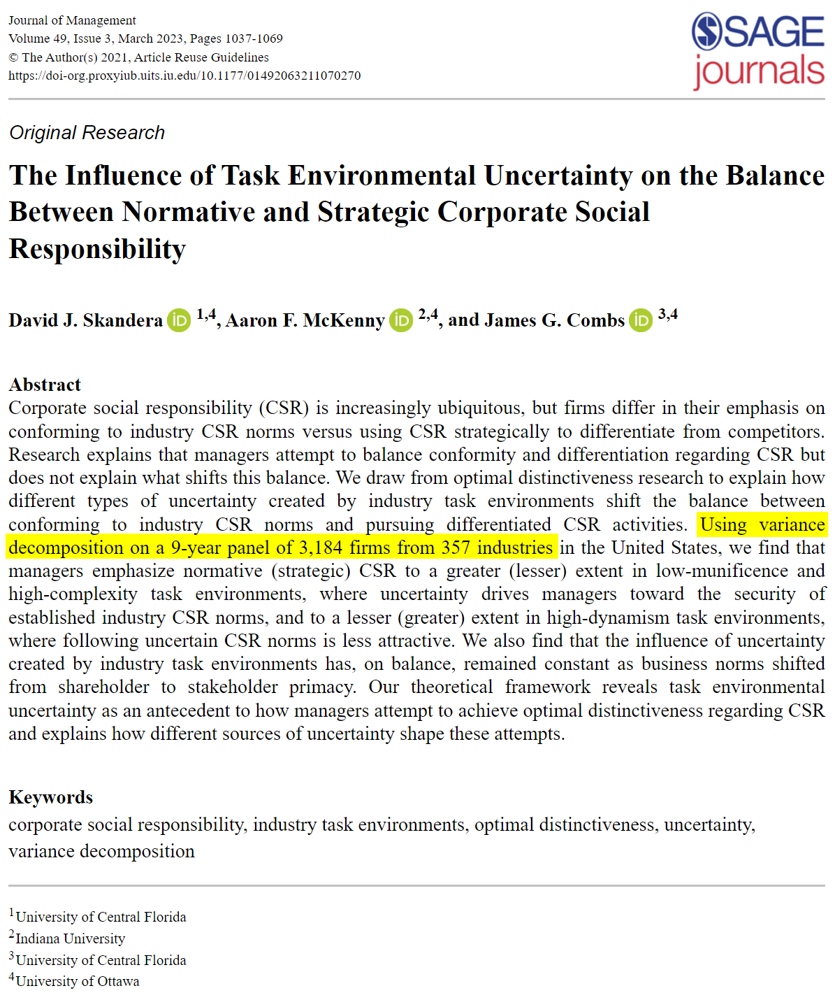 Journal of Management
Volume 49, Issue 3, March 2023, Pages 1037-1069
© The Author(s) 2021, Article Reuse Guidelines
https://doi-org.proxyiub.uits.iu.edu/10.1177/01492063211070270
SAGE
journals
Original Research
The Influence of Task Environmental Uncertainty on the Balance
Between Normative and Strategic Corporate Social
Responsibility
David J. Skandera iD 1,4, Aaron F. McKenny iD 2,4, and James G. Combs iD 3,4
Abstract
Corporate social responsibility (CSR) is increasingly ubiquitous, but firms differ in their emphasis on
conforming to industry CSR norms versus using CSR strategically to differentiate from competitors.
Research explains that managers attempt to balance conformity and differentiation regarding CSR but
does not explain what shifts this balance. We draw from optimal distinctiveness research to explain how
different types of uncertainty created by industry task environments shift the balance between
conforming to industry CSR norms and pursuing differentiated CSR activities. Using variance
decomposition on a 9-year panel of 3,184 firms from 357 industries in the United States, we find that
managers emphasize normative (strategic) CSR to a greater (lesser) extent in low-munificence and
high-complexity task environments, where uncertainty drives managers toward the security of
established industry CSR norms, and to a lesser (greater) extent in high-dynamism task environments,
where following uncertain CSR norms is less attractive. We also find that the influence of uncertainty
created by industry task environments has, on balance, remained constant as business norms shifted
from shareholder to stakeholder primacy. Our theoretical framework reveals task environmental
uncertainty as an antecedent to how managers attempt to achieve optimal distinctiveness regarding CSR
and explains how different sources of uncertainty shape these attempts.
Keywords
corporate social responsibility, industry task environments, optimal distinctiveness, uncertainty,
variance decomposition
1 University of Central Florida
2 Indiana University
3 University of Central Florida
4 University of Ottawa